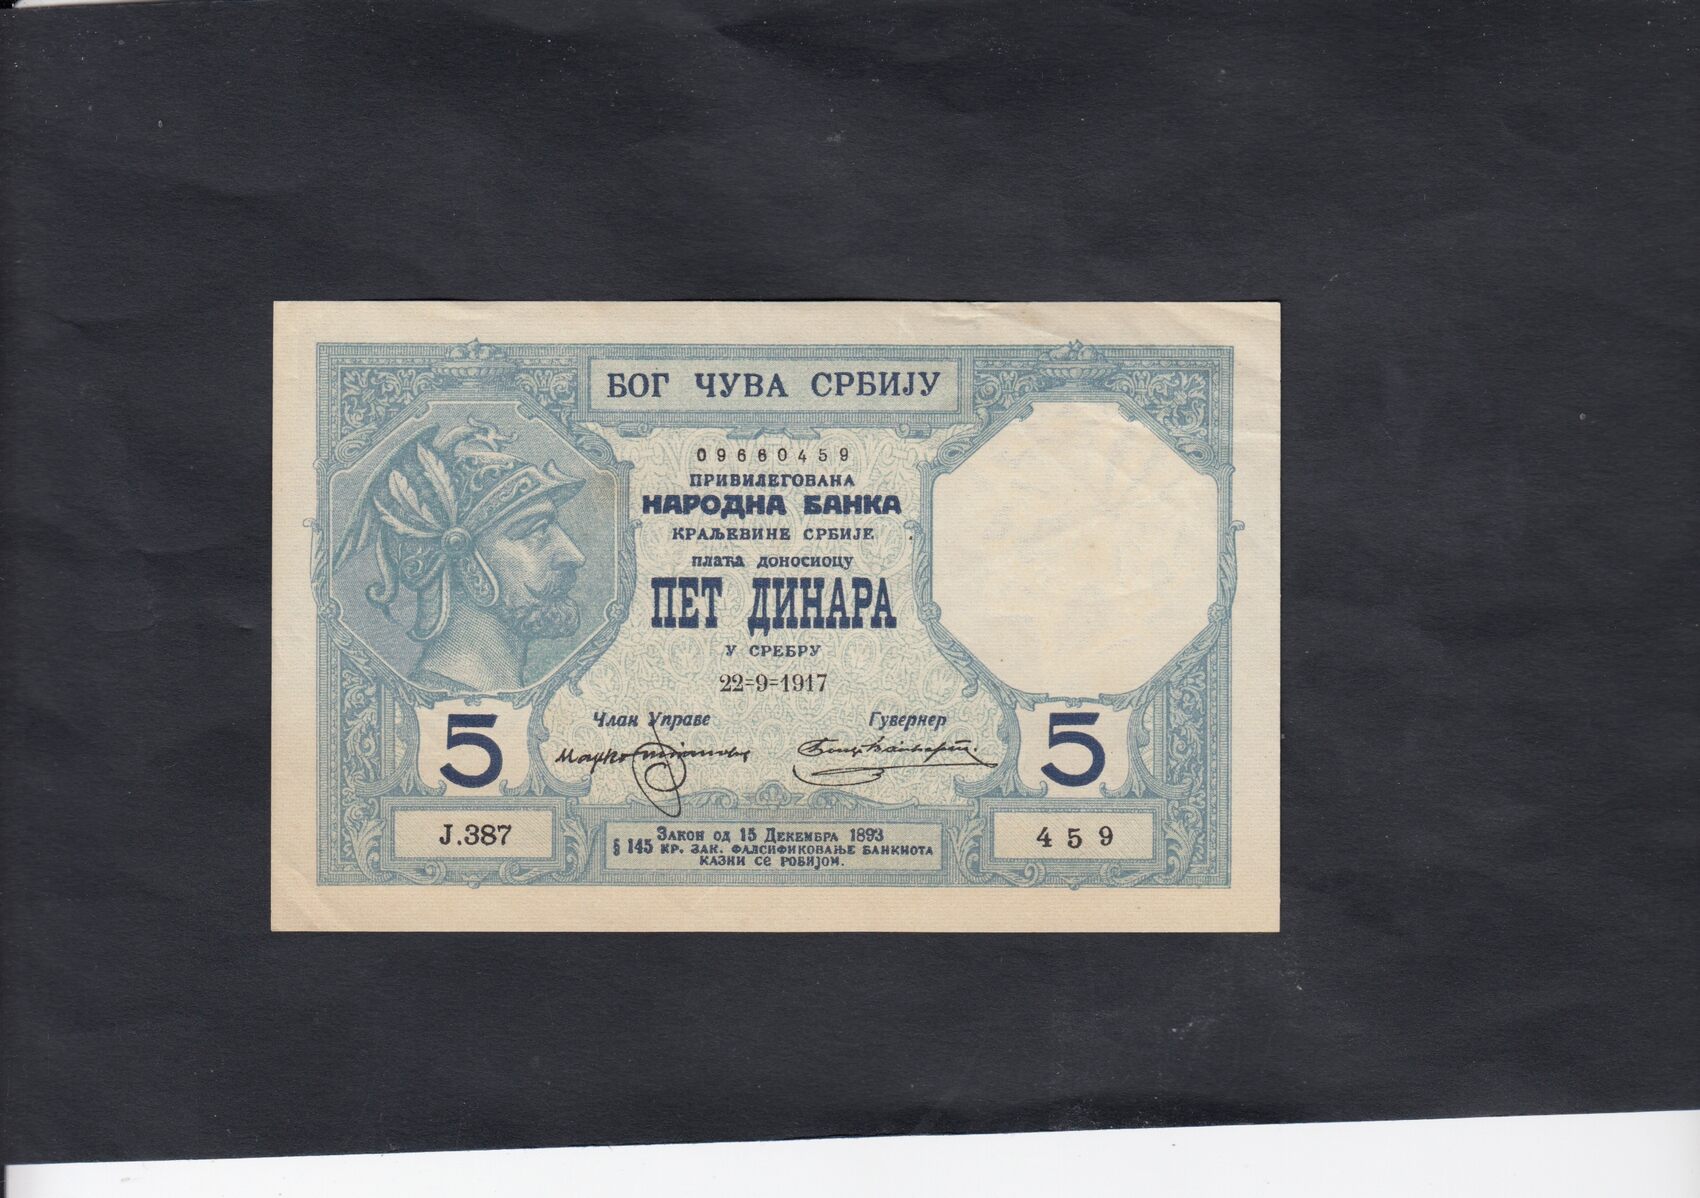 БОГ ЧУВА СРБИЈУ
09660459
ПРИВИЛЕГОВАНА
НАРОДНА БАНКА
КРАЉЕВИНЕ СРБИЈЕ
ПЛАЋА ДОНОСИОЦУ
ПЕТ ДИНАРА
У СРЕБРУ
22=9=1917
Члан Управе
Гувернер
5
5
J.387
ЗАКОН ОД 15 ДЕКЕМБРА 1893
§ 145 КР. ЗАК. ФАЛСИФИКОВАЊЕ БАНКНОТА
КАЗНИ СЕ РОБИЈОМ.
459